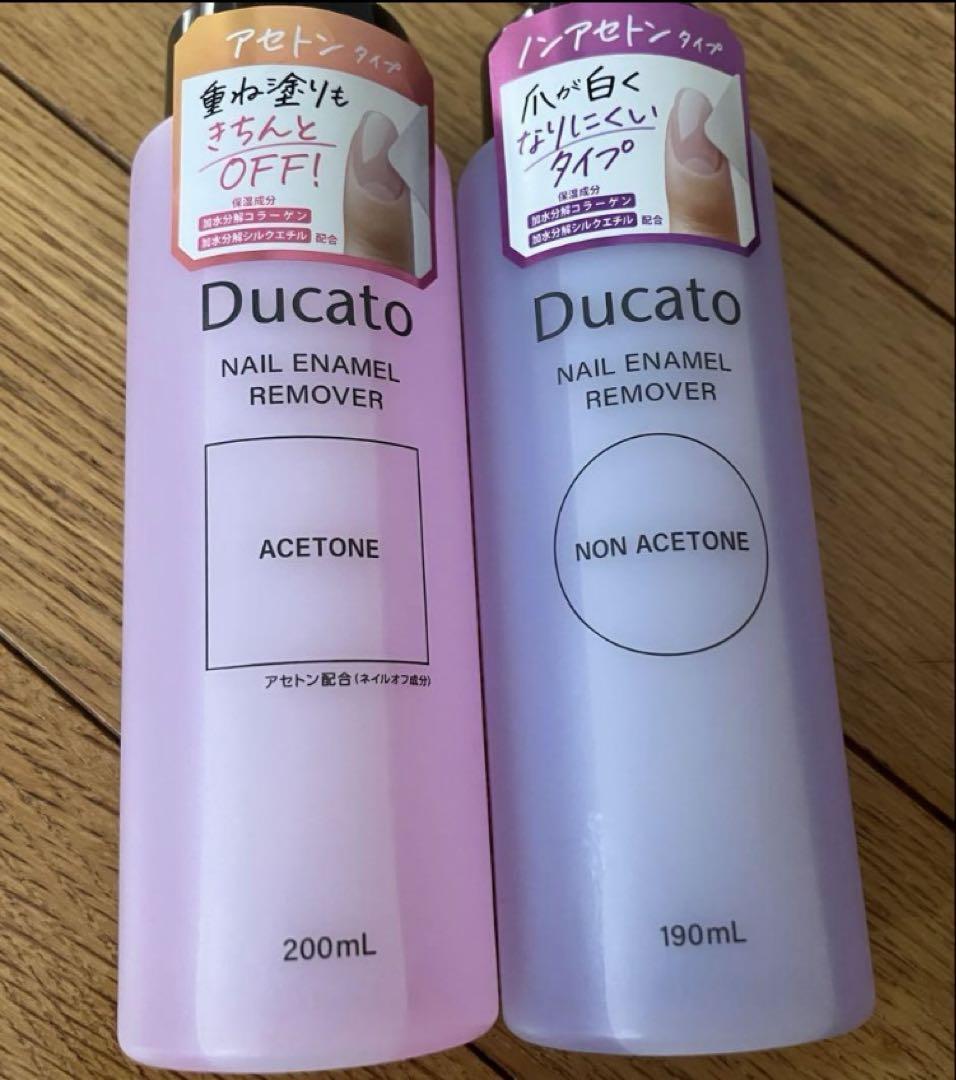 アセトン タイプ
重ね塗りも
きちんと
OFF!
保湿成分
加水分解コラーゲン
加水分解シルクエチル 配合
Ducato
NAIL ENAMEL
REMOVER
ACETONE
アセトン配合(ネイルオフ成分)
200mL
ノンアセトン タイプ
爪が白く
なりにくい
タイプ
保湿成分
加水分解コラーゲン
加水分解シルクエチル 配合
Ducato
NAIL ENAMEL
REMOVER
NON ACETONE
190mL